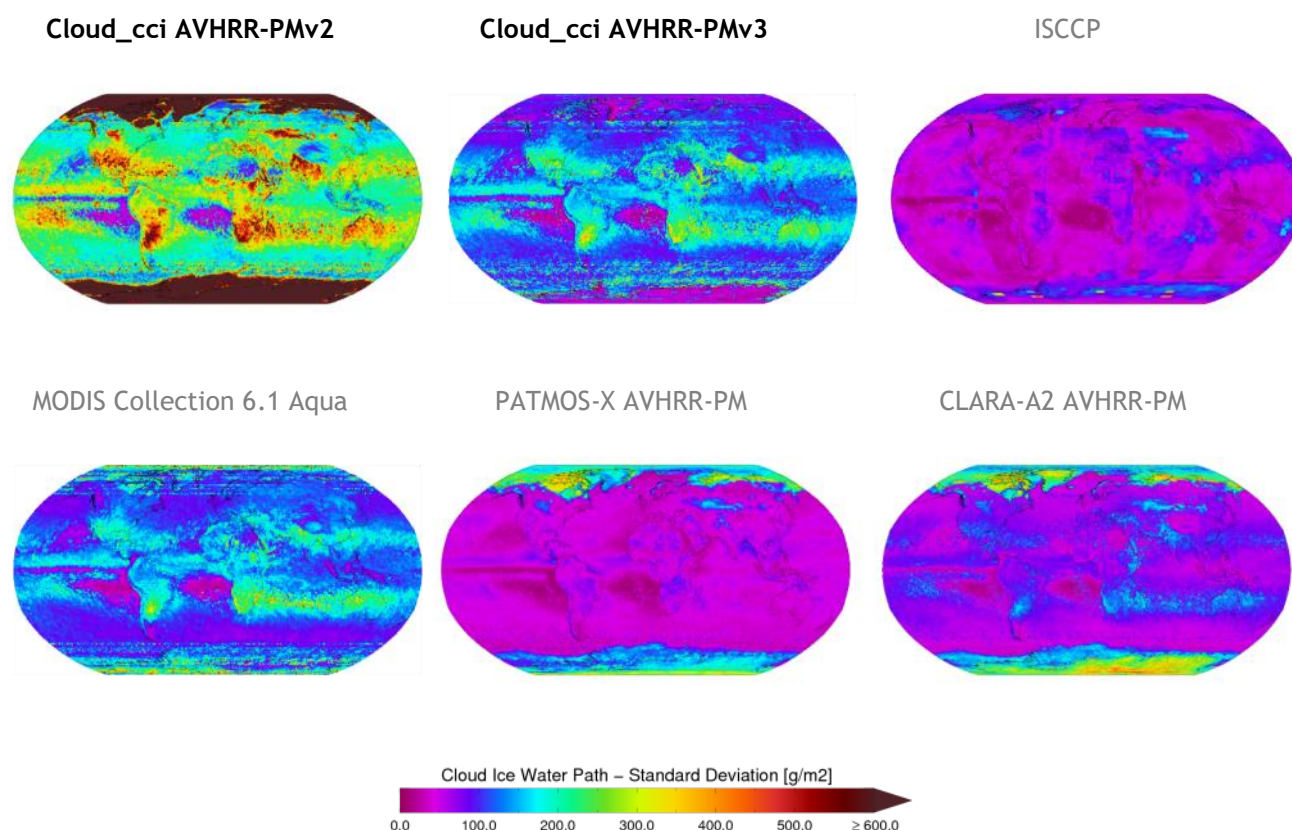 Cloud_cci AVHRR-PMv2 Cloud_cci AVHRR-PMv3 ISCCP
MODIS Collection 6.1 Aqua PATMOS-X AVHRR-PM CLARA-A2 AVHRR-PM
Cloud Ice Water Path – Standard Deviation [g/m2]
0.0 100.0 200.0 300.0 400.0 500.0 ≥ 600.0